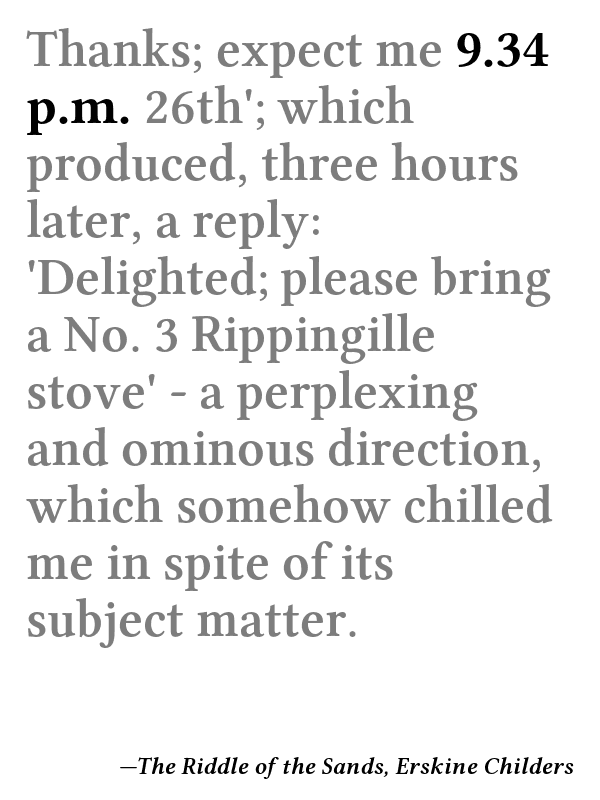 Thanks; expect me 9.34
p.m. 26th'; which
produced, three hours
later, a reply:
'Delighted; please bring
a No. 3 Rippingille
stove' - a perplexing
and ominous direction,
which somehow chilled
me in spite of its
subject matter.
—The Riddle of the Sands, Erskine Childers